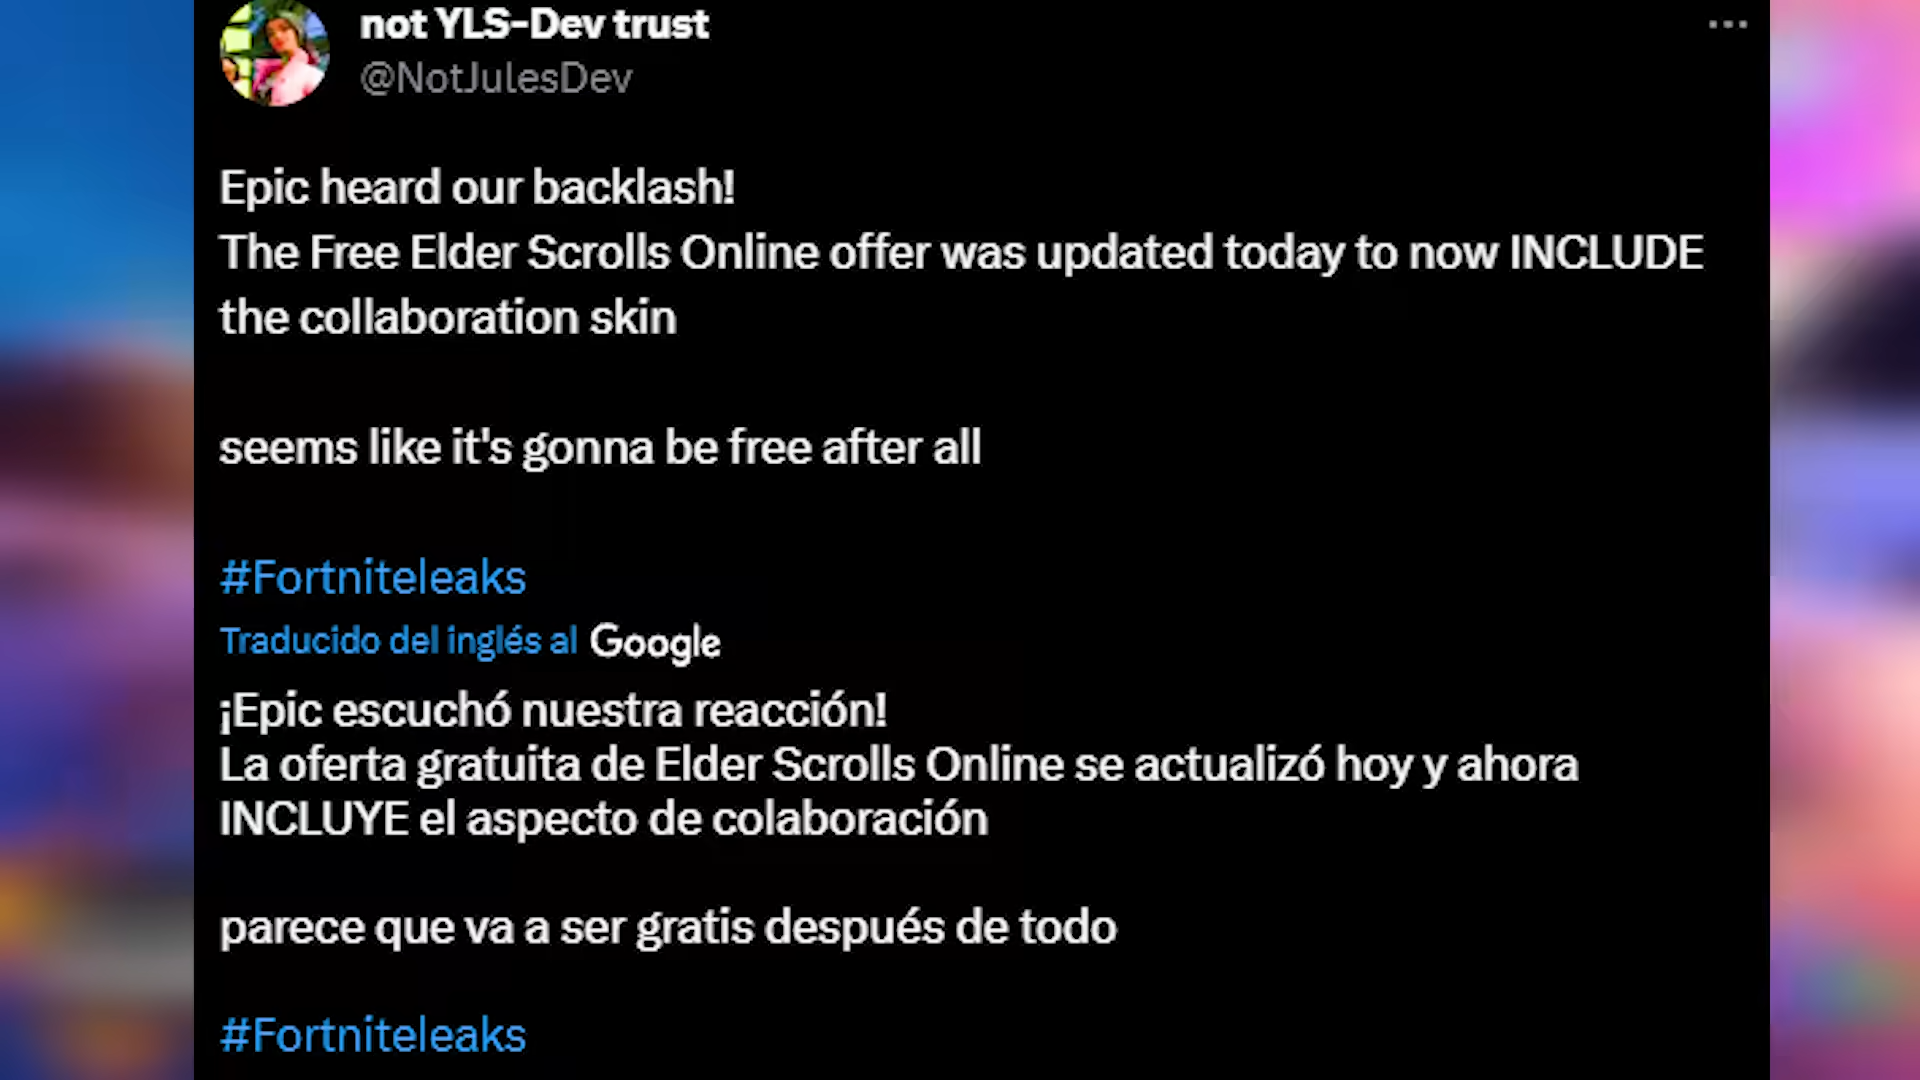 not YLS-Dev trust
@NotJulesDev
Epic heard our backlash!
The Free Elder Scrolls Online offer was updated today to now INCLUDE
the collaboration skin
seems like it's gonna be free after all
#Fortniteleaks
Traducido del inglés al Google
¡Epic escuchó nuestra reacción!
La oferta gratuita de Elder Scrolls Online se actualizó hoy y ahora
INCLUYE el aspecto de colaboración
parece que va a ser gratis después de todo
#Fortniteleaks